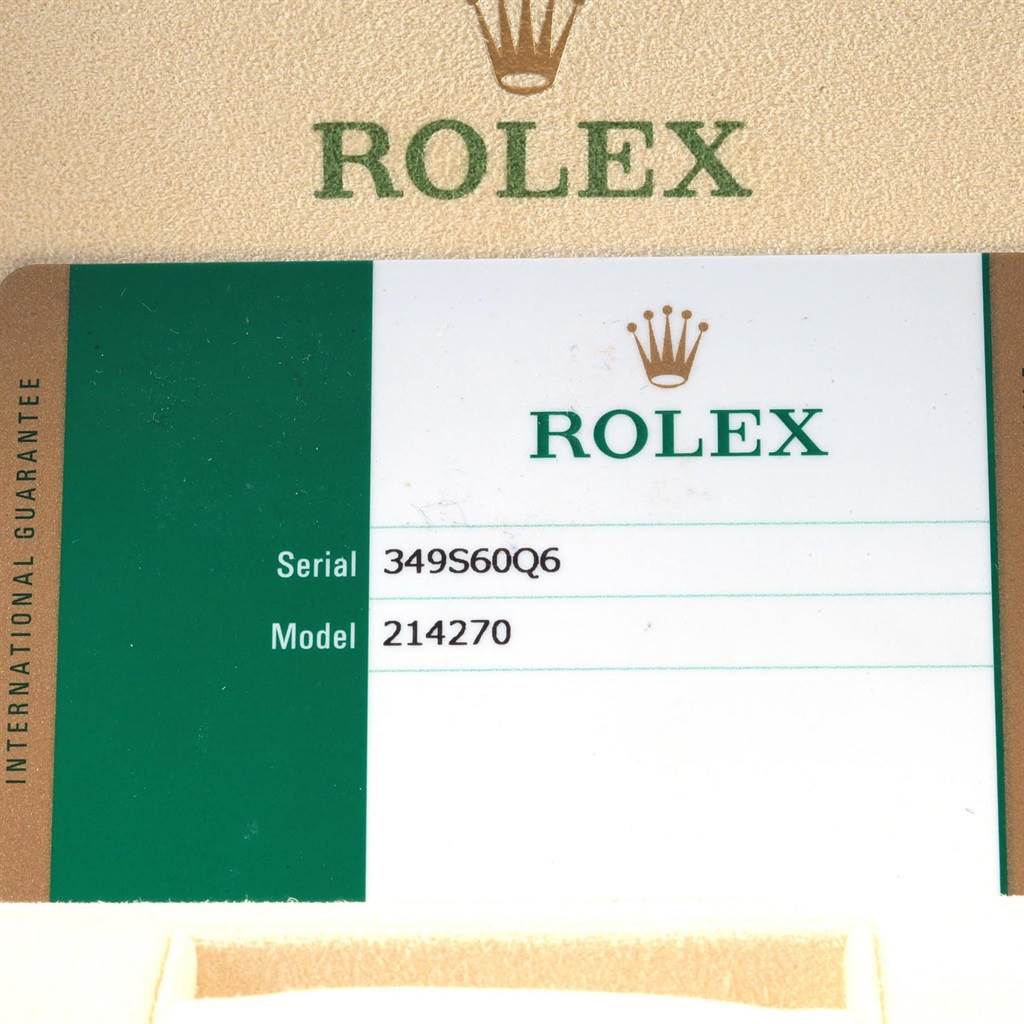 ROLEX
INTERNATIONAL GUARANTEE
ROLEX
Serial 349S60Q6
Model 214270